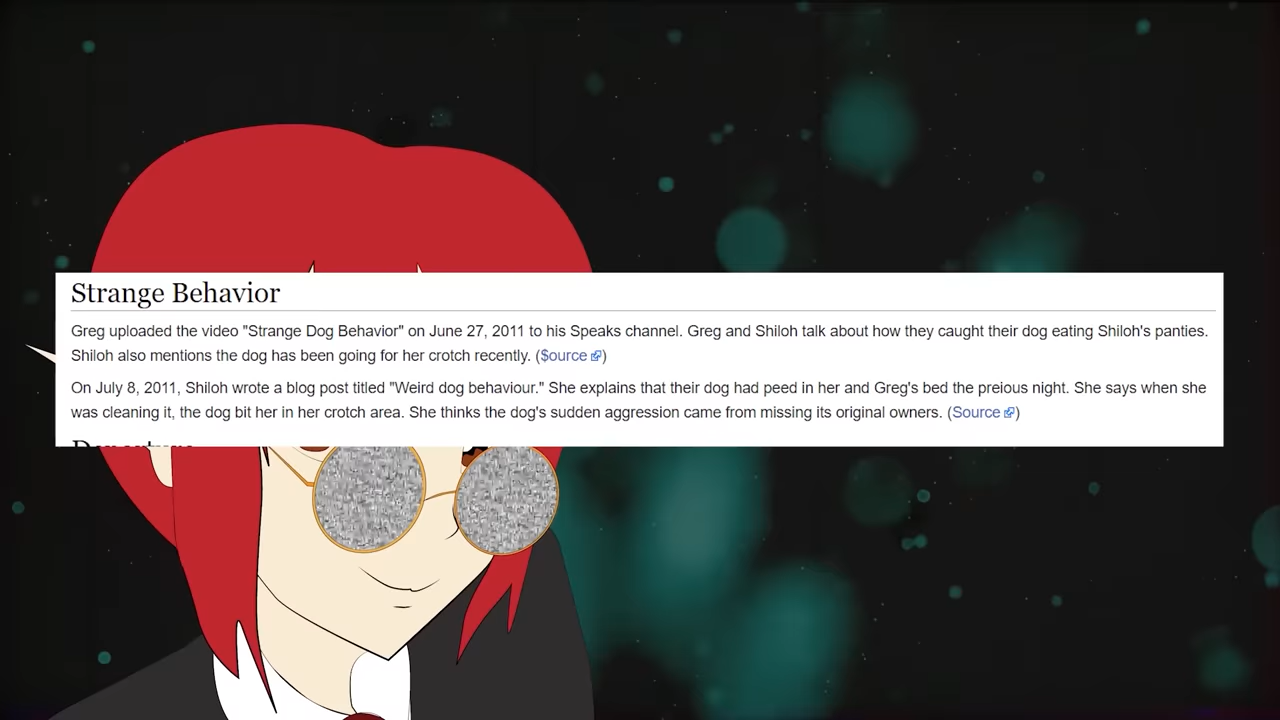 Strange Behavior
Greg uploaded the video "Strange Dog Behavior" on June 27, 2011 to his Speaks channel. Greg and Shiloh talk about how they caught their dog eating Shiloh's panties.
Shiloh also mentions the dog has been going for her crotch recently. ($ource)
On July 8, 2011, Shiloh wrote a blog post titled "Weird dog behaviour." She explains that their dog had peed in her and Greg's bed the preious night. She says when she
was cleaning it, the dog bit her in her crotch area. She thinks the dog's sudden aggression came from missing its original owners. (Source)